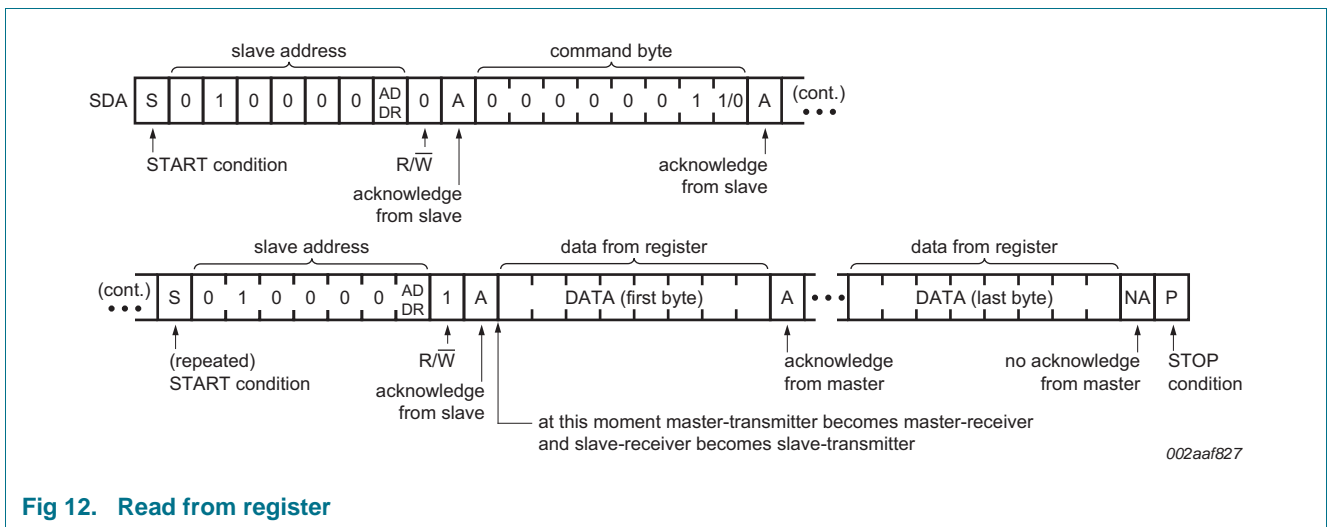 slave address command byte
SDA S 0 1 0 0 0 0 AD DR 0 A 0 0 0 0 0 0 1 1/0 A (cont.)
START condition R/W acknowledge from slave
acknowledge from slave
slave address data from register data from register
(cont.) S 0 1 0 0 0 0 AD DR 1 A DATA (first byte) A DATA (last byte) NA P
(repeated) START condition R/W acknowledge from master no acknowledge from master STOP condition
acknowledge from slave
at this moment master-transmitter becomes master-receiver
and slave-receiver becomes slave-transmitter
002aaf827
Fig 12. Read from register